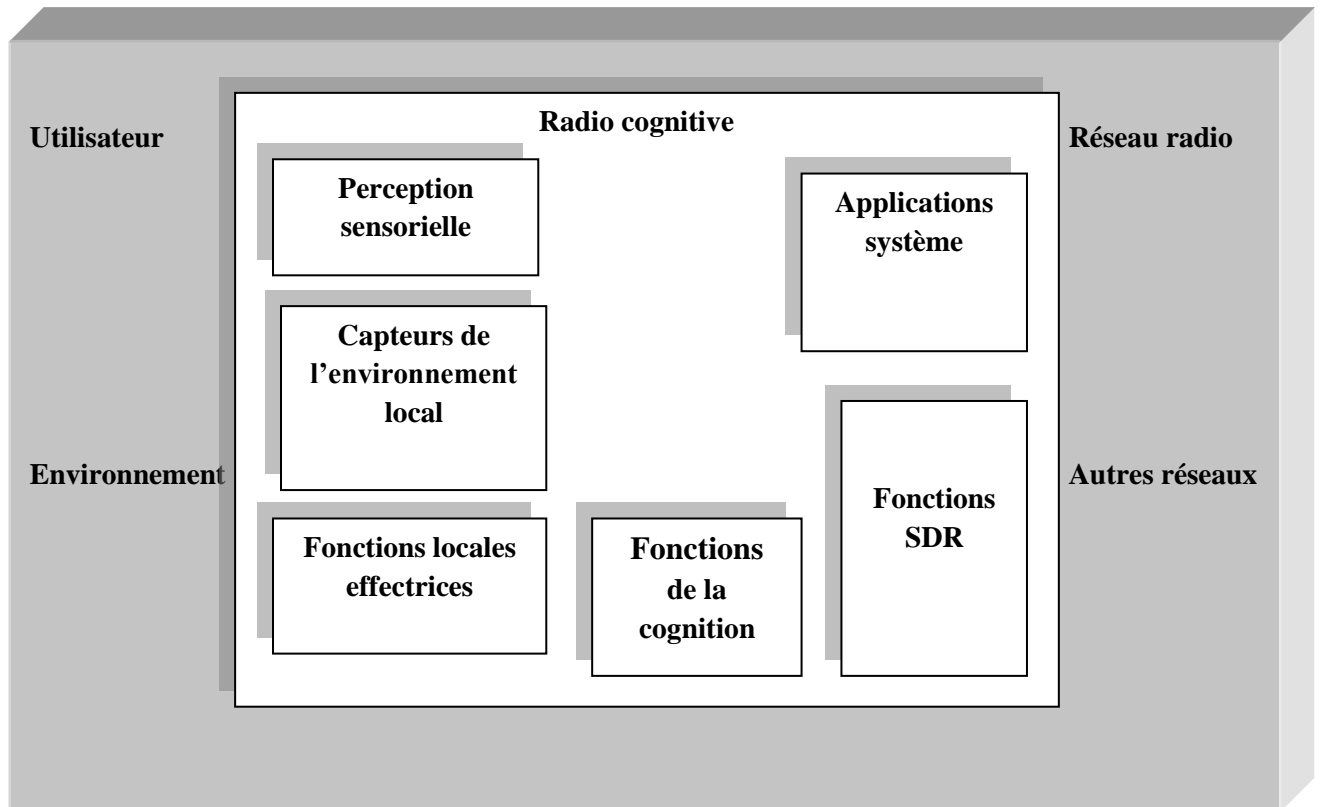 Radio cognitive
Utilisateur
Réseau radio
Perception
sensorielle
Applications
système
Capteurs de
l’environnement
local
Environnement
Autres réseaux
Fonctions
SDR
Fonctions locales
effectrices
Fonctions
de la
cognition